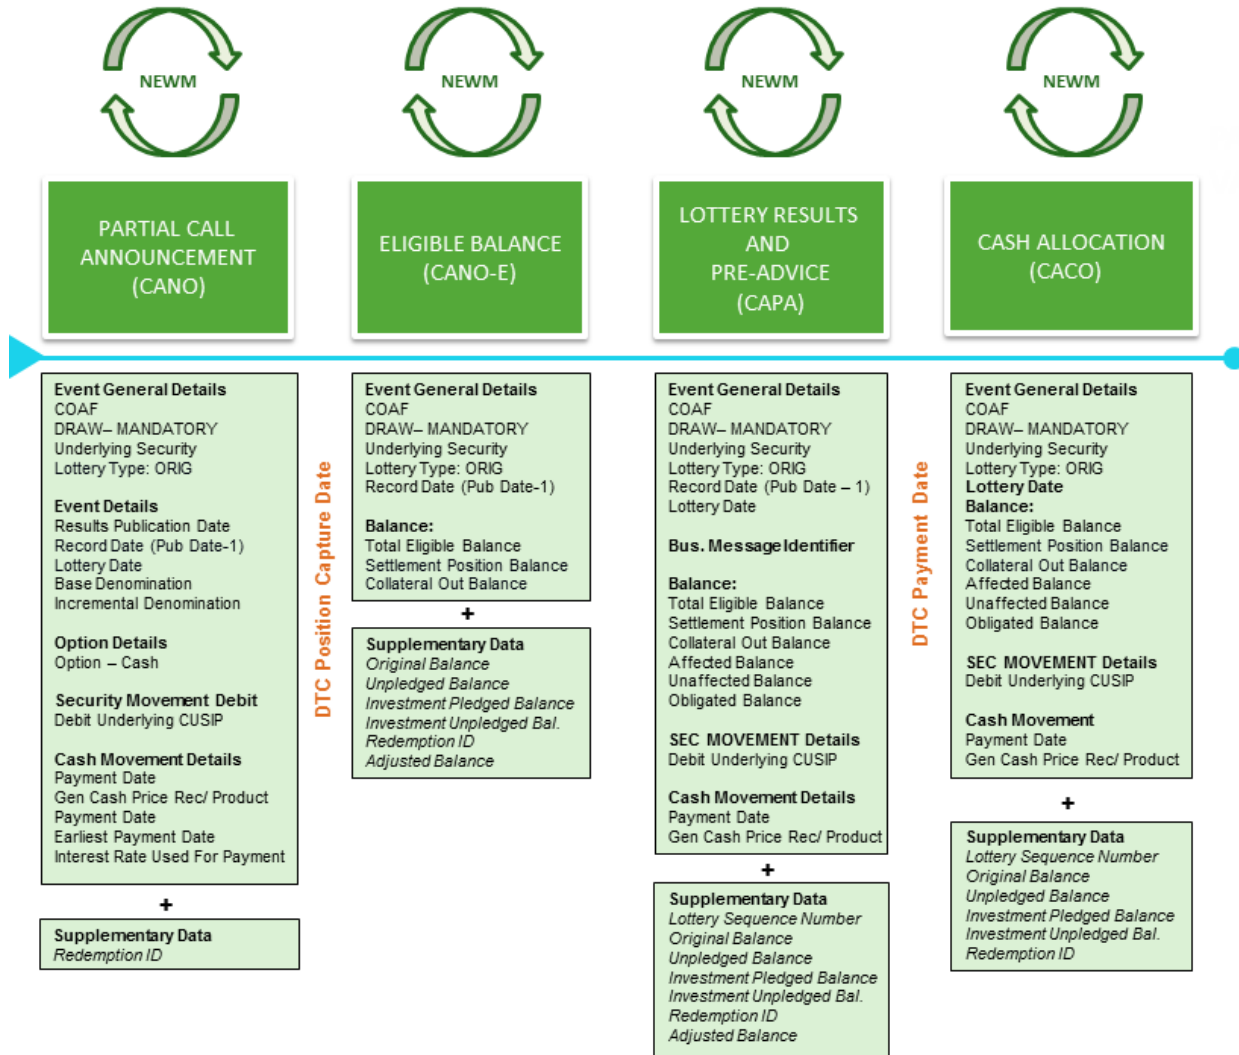 NEWM
NEWM
NEWM
NEWM
PARTIAL CALL
ANNOUNCEMENT
(CANO)
ELIGIBLE BALANCE
(CANO-E)
LOTTERY RESULTS
AND
PRE-ADVICE
(CAPA)
CASH ALLOCATION
(CACO)
Event General Details
COAF
DRAW– MANDATORY
Underlying Security
Lottery Type: ORIG
Event Details
Results Publication Date
Record Date (Pub Date-1)
Lottery Date
Base Denomination
Incremental Denomination
Option Details
Option – Cash
Security Movement Debit
Debit Underlying CUSIP
Cash Movement Details
Payment Date
Gen Cash Price Rec/ Product
Payment Date
Earliest Payment Date
Interest Rate Used For Payment
+
Supplementary Data
Redemption ID
DTC Position Capture Date
Event General Details
COAF
DRAW– MANDATORY
Underlying Security
Lottery Type: ORIG
Record Date (Pub Date-1)
Balance:
Total Eligible Balance
Settlement Position Balance
Collateral Out Balance
+
Supplementary Data
Original Balance
Unpledged Balance
Investment Pledged Balance
Investment Unpledged Bal.
Redemption ID
Adjusted Balance
Event General Details
COAF
DRAW– MANDATORY
Underlying Security
Lottery Type: ORIG
Record Date (Pub Date – 1)
Lottery Date
Bus. Message Identifier
Balance:
Total Eligible Balance
Settlement Position Balance
Collateral Out Balance
Affected Balance
Unaffected Balance
Obligated Balance
SEC MOVEMENT Details
Debit Underlying CUSIP
Cash Movement Details
Payment Date
Gen Cash Price Rec/ Product
+
Supplementary Data
Lottery Sequence Number
Original Balance
Unpledged Balance
Investment Pledged Balance
Investment Unpledged Bal.
Redemption ID
Adjusted Balance
DTC Payment Date
Event General Details
COAF
DRAW– MANDATORY
Underlying Security
Lottery Type: ORIG
Lottery Date
Balance:
Total Eligible Balance
Settlement Position Balance
Collateral Out Balance
Affected Balance
Unaffected Balance
Obligated Balance
SEC MOVEMENT Details
Debit Underlying CUSIP
Cash Movement
Payment Date
Gen Cash Price Rec/ Product
+
Supplementary Data
Lottery Sequence Number
Original Balance
Unpledged Balance
Investment Pledged Balance
Investment Unpledged Bal.
Redemption ID